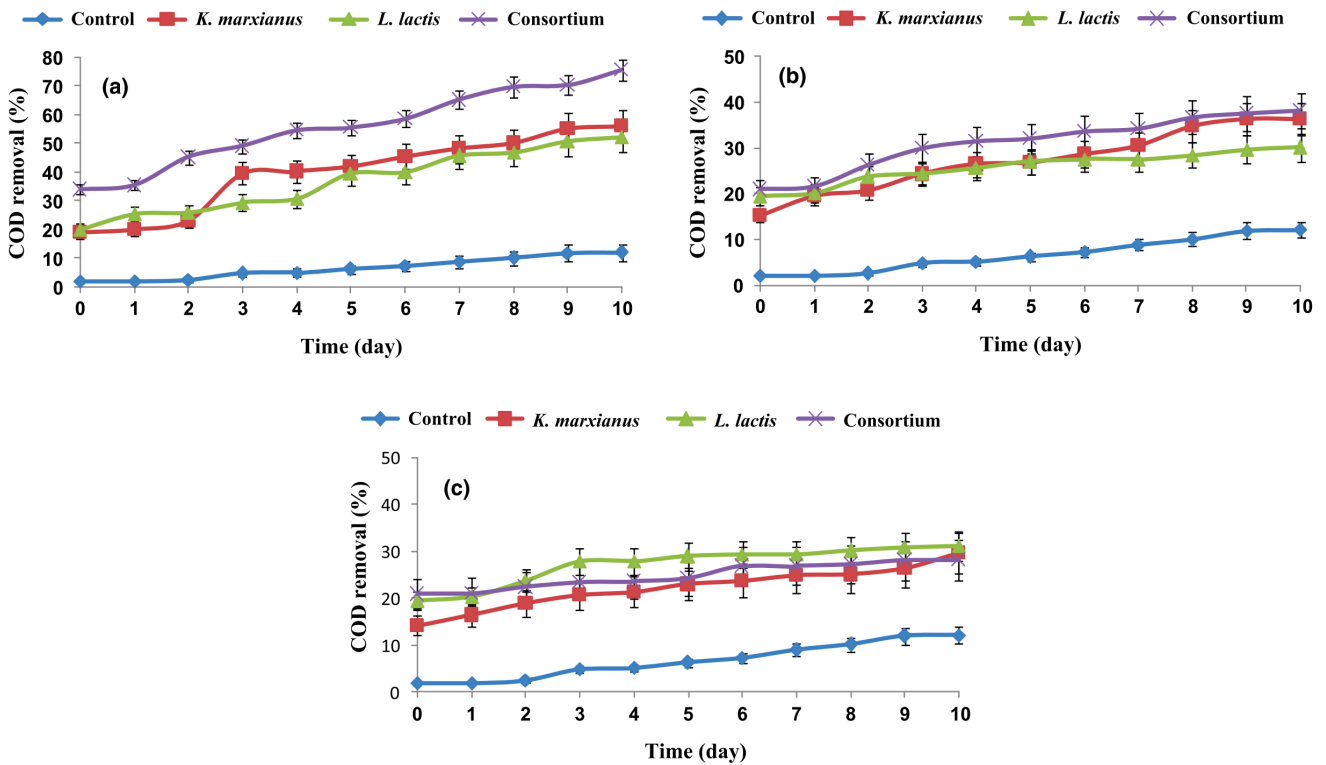 Control K. marxianus L. lactis Consortium
(a)
COD removal (%)
80
70
60
50
40
30
20
10
0
0 1 2 3 4 5 6 7 8 9 10
Time (day)
Control K. marxianus L. lactis Consortium
(b)
COD removal (%)
50
40
30
20
10
0
0 1 2 3 4 5 6 7 8 9 10
Time (day)
Control K. marxianus L. lactis Consortium
(c)
COD removal (%)
50
40
30
20
10
0
0 1 2 3 4 5 6 7 8 9 10
Time (day)